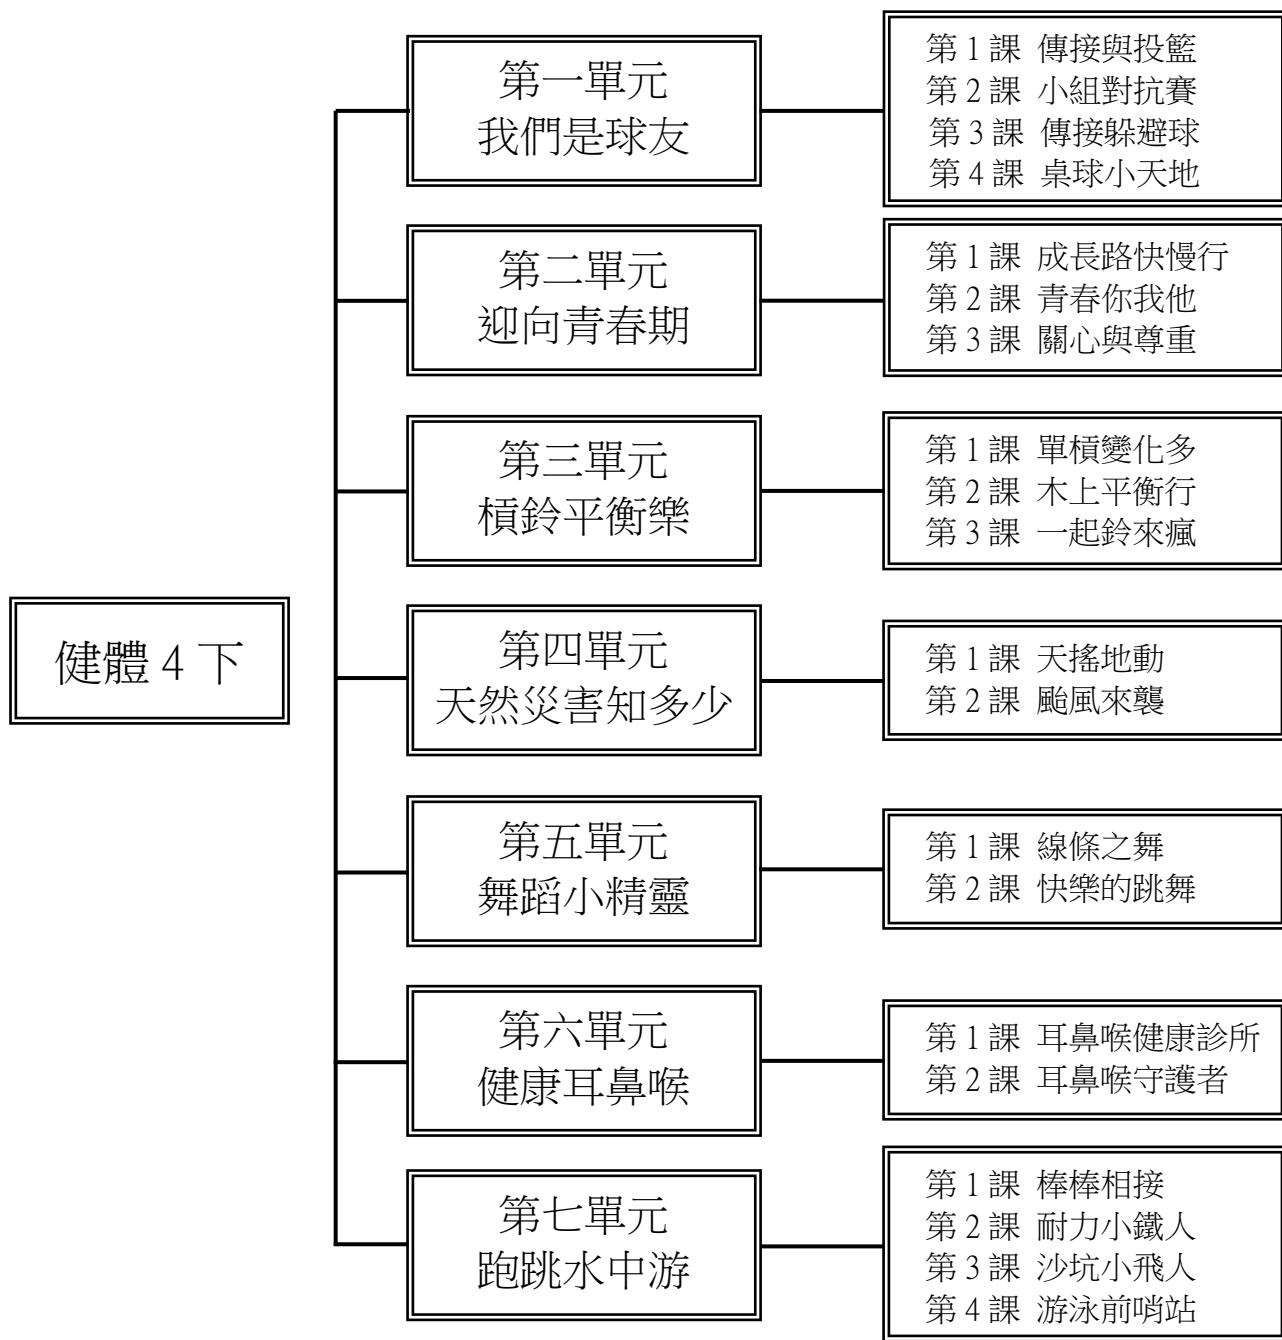 健體 4 下
第一單元
我們是球友
第 1 課 傳接與投籃
第 2 課 小組對抗賽
第 3 課 傳接躲避球
第 4 課 桌球小天地
第二單元
迎向青春期
第 1 課 成長路快慢行
第 2 課 青春你我他
第 3 課 關心與尊重
第三單元
槓鈴平衡樂
第 1 課 單槓變化多
第 2 課 木上平衡行
第 3 課 一起鈴來瘋
第四單元
天然災害知多少
第 1 課 天搖地動
第 2 課 颱風來襲
第五單元
舞蹈小精靈
第 1 課 線條之舞
第 2 課 快樂的跳舞
第六單元
健康耳鼻喉
第 1 課 耳鼻喉健康診所
第 2 課 耳鼻喉守護者
第七單元
跑跳水中游
第 1 課 棒棒相接
第 2 課 耐力小鐵人
第 3 課 沙坑小飛人
第 4 課 游泳前哨站